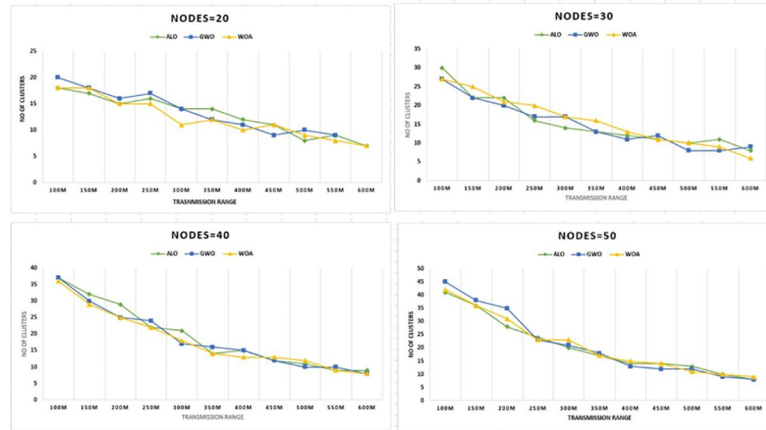 NODES=20
ALO GWO WOA
NO OF CLUSTERS
25
20
15
10
5
0
100M 150M 200M 250M 300M 350M 400M 450M 500M 550M 600M
TRASNMISSION RANGE
NODES=30
ALO GWO WOA
NO OF CLUSTERS
35
30
25
20
15
10
5
0
100M 150M 200M 250M 300M 350M 400M 450M 500M 550M 600M
TRANSMISSION RANGE
NODES=40
ALO GWO WOA
NO OF CLUSTERS
40
35
30
25
20
15
10
5
0
100M 150M 200M 250M 300M 350M 400M 450M 500M 550M 600M
TRANSMISSION RANGE
NODES=50
ALO GWO WOA
NO OF CLUSTERS
50
45
40
35
30
25
20
15
10
5
0
100M 150M 200M 250M 300M 350M 400M 450M 500M 550M 600M
TRANSMISSION RANGE